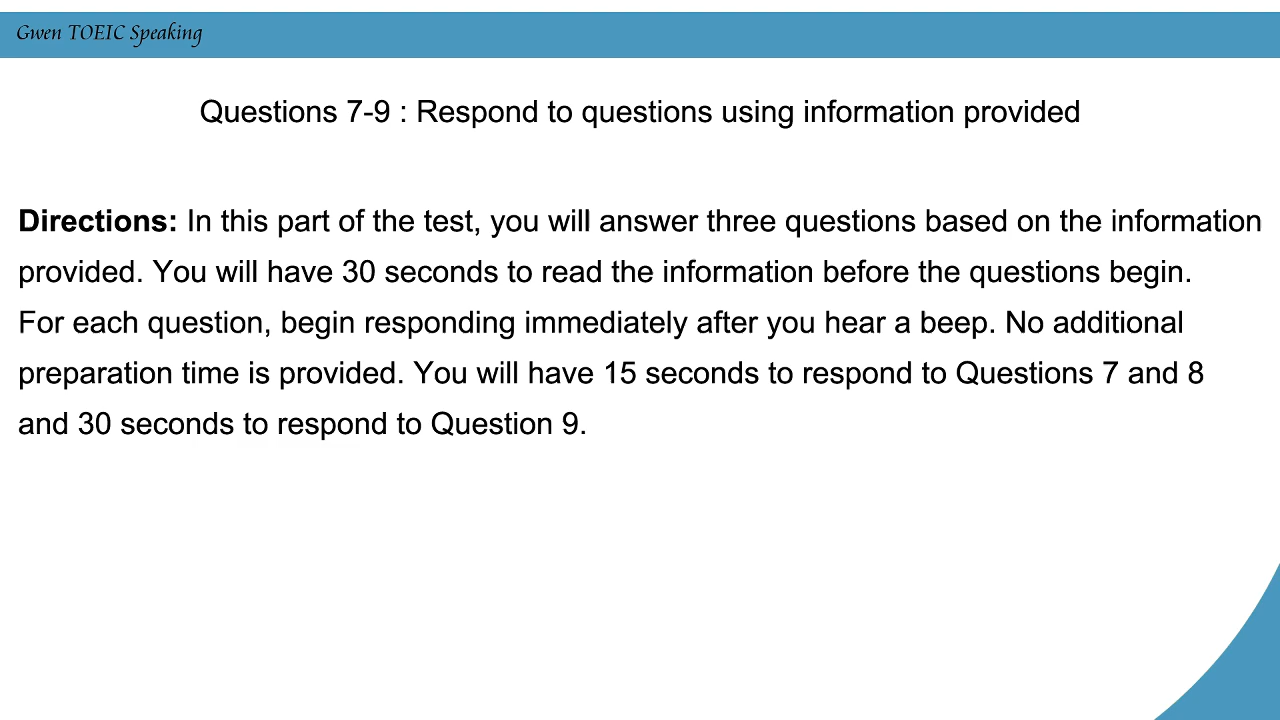 Gwen TOEIC Speaking
Questions 7-9 : Respond to questions using information provided
Directions: In this part of the test, you will answer three questions based on the information
provided. You will have 30 seconds to read the information before the questions begin.
For each question, begin responding immediately after you hear a beep. No additional
preparation time is provided. You will have 15 seconds to respond to Questions 7 and 8
and 30 seconds to respond to Question 9.